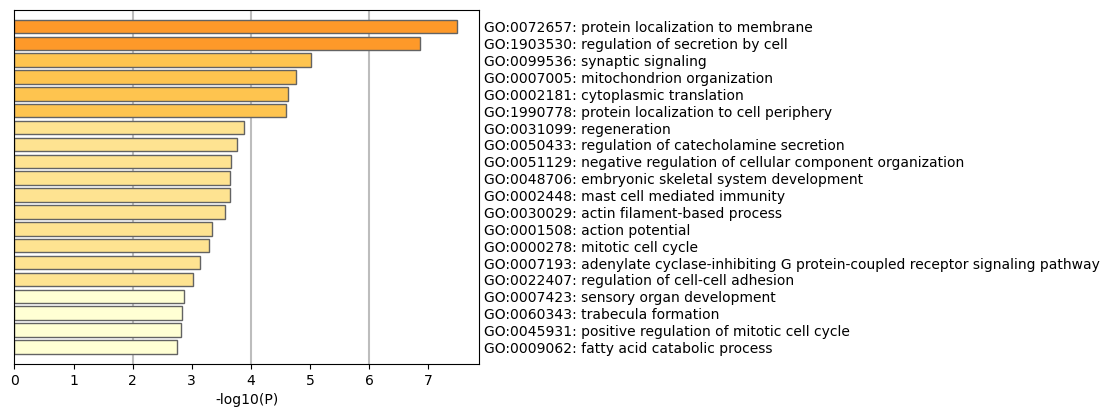 GO:0072657: protein localization to membrane
GO:1903530: regulation of secretion by cell
GO:0099536: synaptic signaling
GO:0007005: mitochondrion organization
GO:0002181: cytoplasmic translation
GO:1990778: protein localization to cell periphery
GO:0031099: regeneration
GO:0050433: regulation of catecholamine secretion
GO:0051129: negative regulation of cellular component organization
GO:0048706: embryonic skeletal system development
GO:0002448: mast cell mediated immunity
GO:0030029: actin filament-based process
GO:0001508: action potential
GO:0000278: mitotic cell cycle
GO:0007193: adenylate cyclase-inhibiting G protein-coupled receptor signaling pathway
GO:0022407: regulation of cell-cell adhesion
GO:0007423: sensory organ development
GO:0060343: trabecula formation
GO:0045931: positive regulation of mitotic cell cycle
GO:0009062: fatty acid catabolic process
0 1 2 3 4 5 6 7
-log10(P)